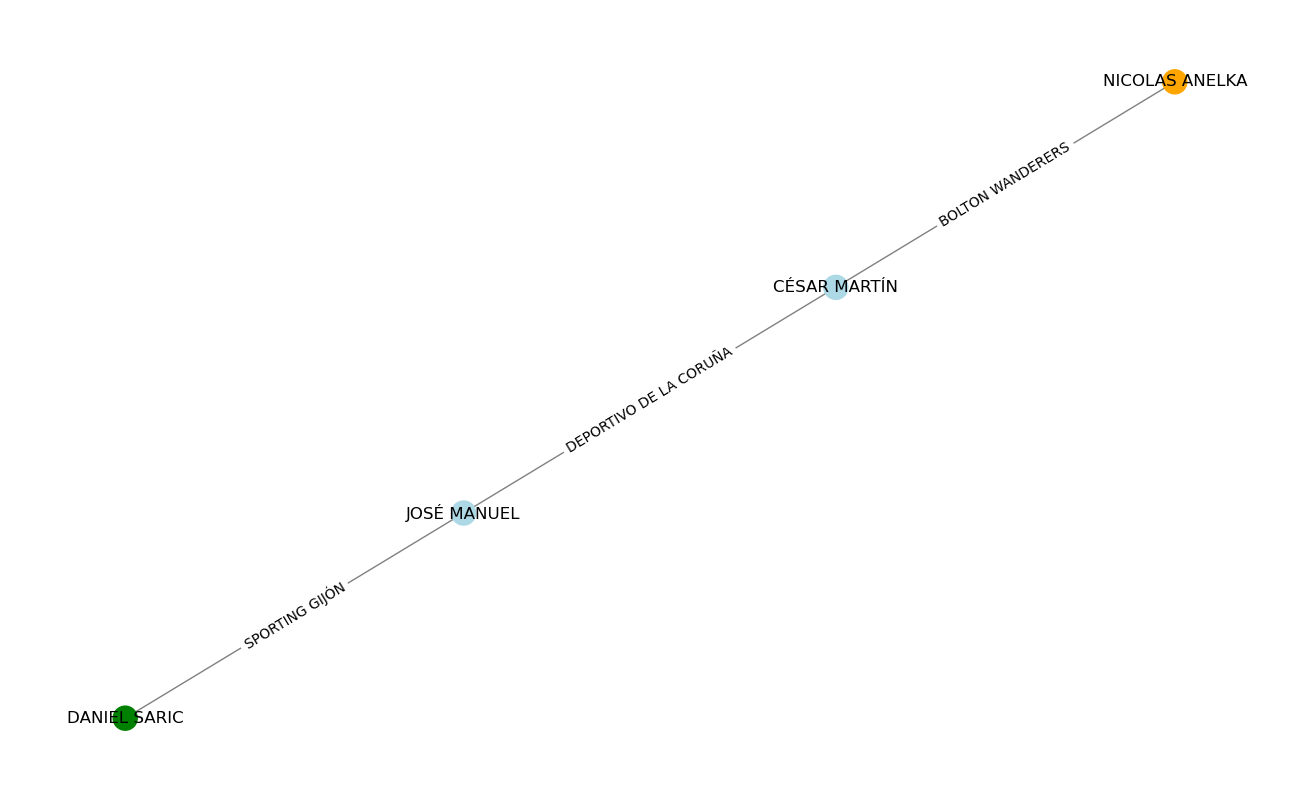 NICOLAS ANELKA
BOLTON WANDERERS
CÉSAR MARTÍN
DEPORTIVO DE LA CORUÑA
JOSÉ MANUEL
SPORTING GIJÓN
DANIEL SARIC